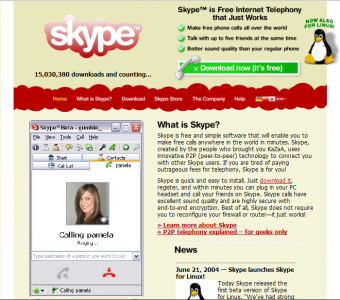 skype™
15,030,380 downloads and counting...
Skype™ is Free Internet Telephony
that Just Works
Make free phone calls all over the world
Talk with up to five friends at the same time
Better sound quality than your regular phone
Download now (it's free)
NOW ALSO
FOR LINUX!
Home What is Skype? Download Skype Store The Company Help
Skype® Beta
File View Tools Call Help
Start Contacts
Call List pamela
Calling pamela
Ringing...
Type username of a person you want to call
Calling pamela
What is Skype?
Skype is free and simple software that will enable you to
make free calls anywhere in the world in minutes. Skype,
created by the people who brought you KaZaA, uses
innovative P2P (peer-to-peer) technology to connect you
with other Skype users. If you are tired of paying
outrageous fees for telephony, Skype is for you!
Skype is quick and easy to install. Just download it,
register, and within minutes you can plug in your PC
headset and call your friends on Skype. Skype calls have
excellent sound quality and are highly secure with
end-to-end encryption. Best of all, Skype does not require
you to reconfigure your firewall or router—it just works!
» Learn more about Skype
» P2P telephony explained — for geeks only
News
June 21, 2004 — Skype launches Skype
for Linux!
Today Skype released the
first beta version of Skype
for Linux. "We've had strong